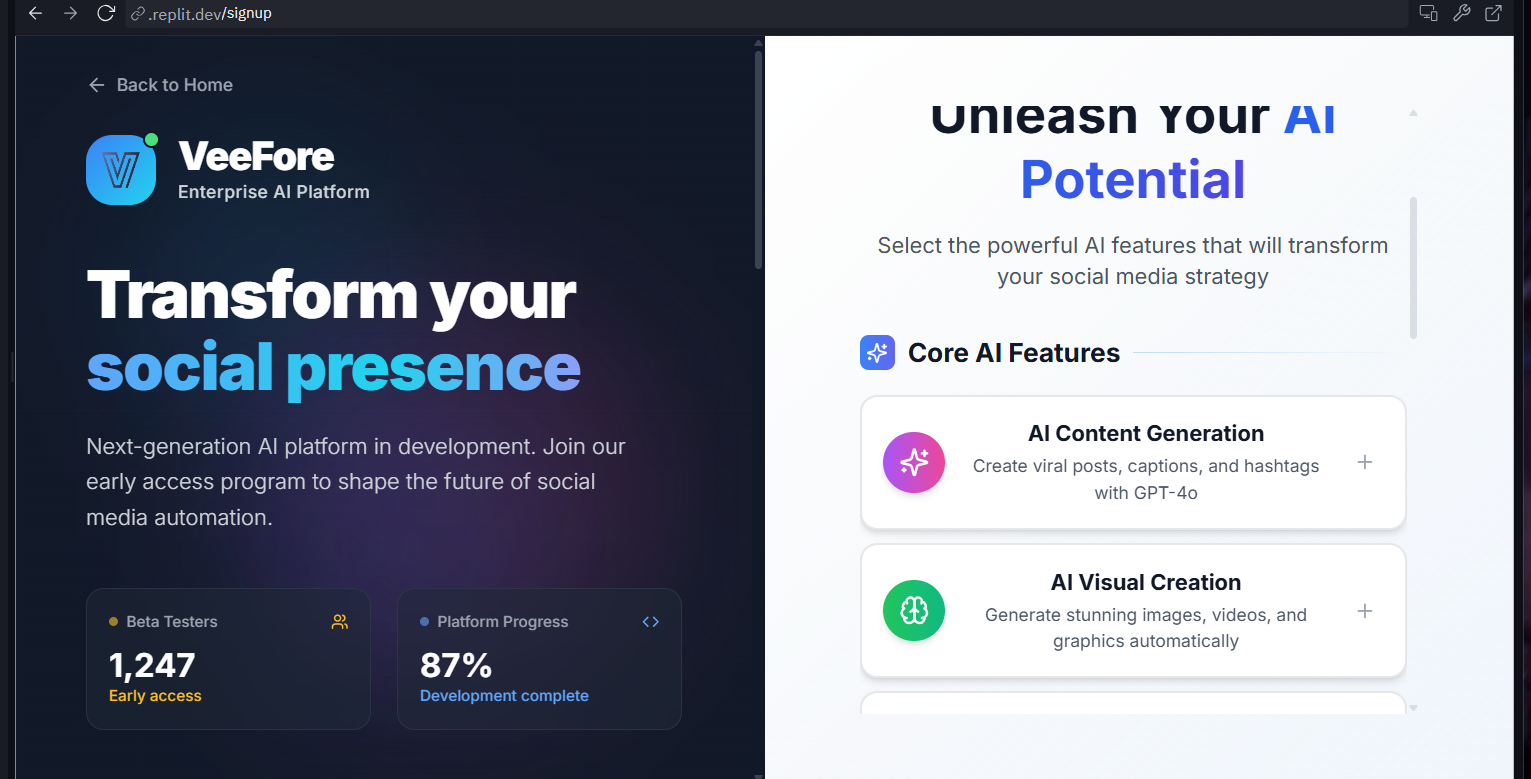 .replit.dev/signup
Back to Home
VeeFore
Enterprise AI Platform
Transform your
social presence
Next-generation AI platform in development. Join our
early access program to shape the future of social
media automation.
Beta Testers
1,247
Early access
Platform Progress
87%
Development complete
Unleash Your AI
Potential
Select the powerful AI features that will transform
your social media strategy
Core AI Features
AI Content Generation
Create viral posts, captions, and hashtags
with GPT-4o
AI Visual Creation
Generate stunning images, videos, and
graphics automatically